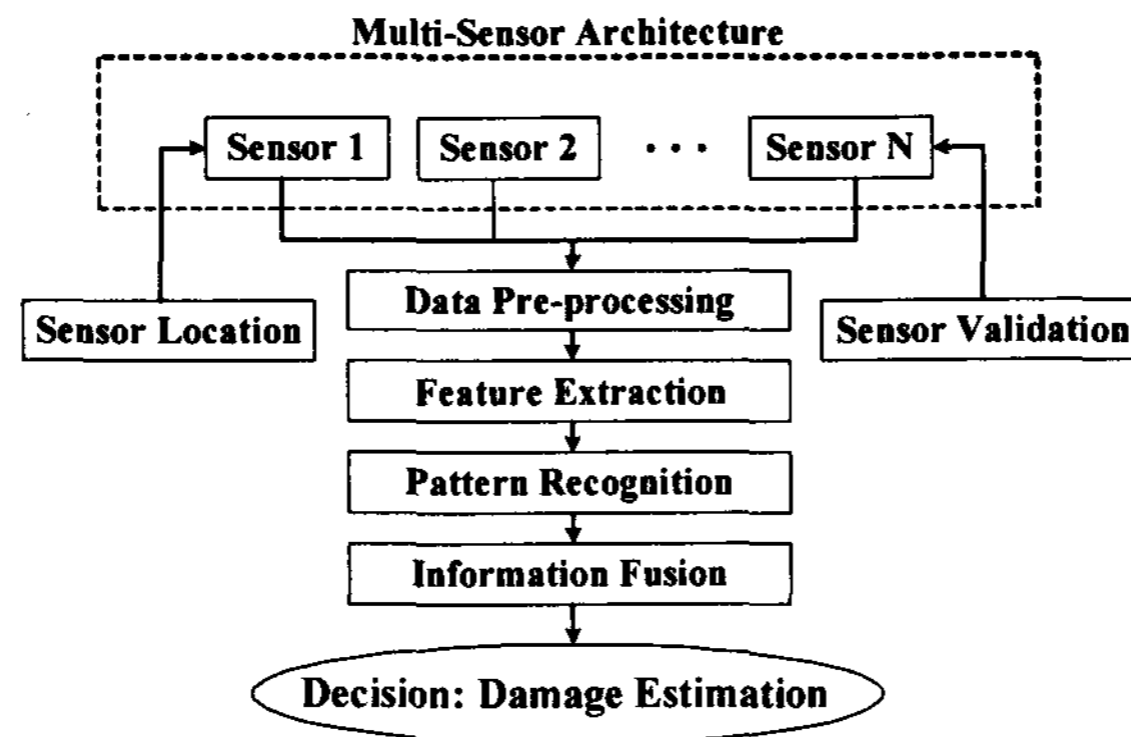 Multi-Sensor Architecture
Sensor 1
Sensor 2
• • •
Sensor N
Sensor Location
Data Pre-processing
Sensor Validation
Feature Extraction
Pattern Recognition
Information Fusion
Decision: Damage Estimation